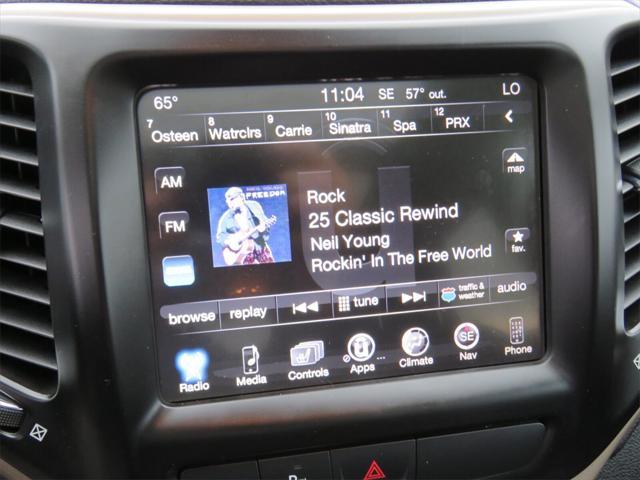 65° 11:04 SE 57° out. LO
7 Osteen 8 Watrclrs 9 Carrie 10 Sinatra 11 Spa 12 PRX <
AM
map
FREEDOM
Rock
25 Classic Rewind
FM
Neil Young
fav.
Rockin' In The Free World
browse replay tune traffic & weather audio
Radio Media Controls Apps ... Climate SE Nav Phone